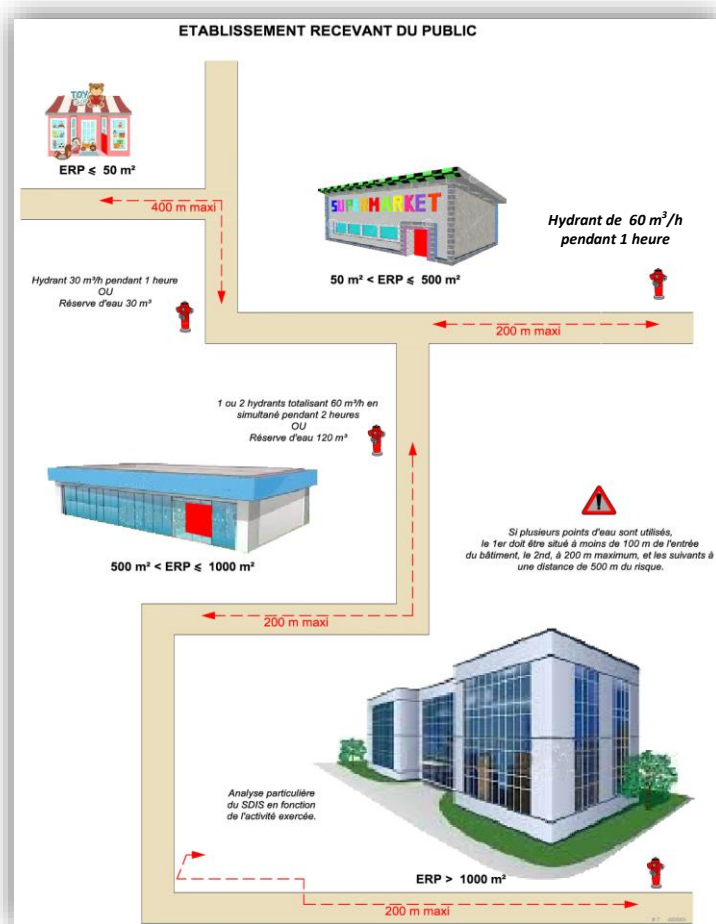 ETABLISSEMENT RECEVANT DU PUBLIC
TOY
ERP ⩽ 50 m²
400 m maxi
SUPERMARKET
50 m² < ERP ⩽ 500 m²
Hydrant de 60 m³/h
pendant 1 heure
Hydrant 30 m³/h pendant 1 heure
OU
Réserve d'eau 30 m³
200 m maxi
1 ou 2 hydrants totalisant 60 m³/h en
simultané pendant 2 heures
OU
Réserve d'eau 120 m³
500 m² < ERP ⩽ 1000 m²
Si plusieurs points d'eau sont utilisés,
le 1er doit être situé à moins de 100 m de l'entrée
du bâtiment, le 2nd, à 200 m maximum, et les suivants à
une distance de 500 m du risque.
200 m maxi
Analyse particulière
du SDIS en fonction
de l'activité exercée.
ERP > 1000 m²
200 m maxi